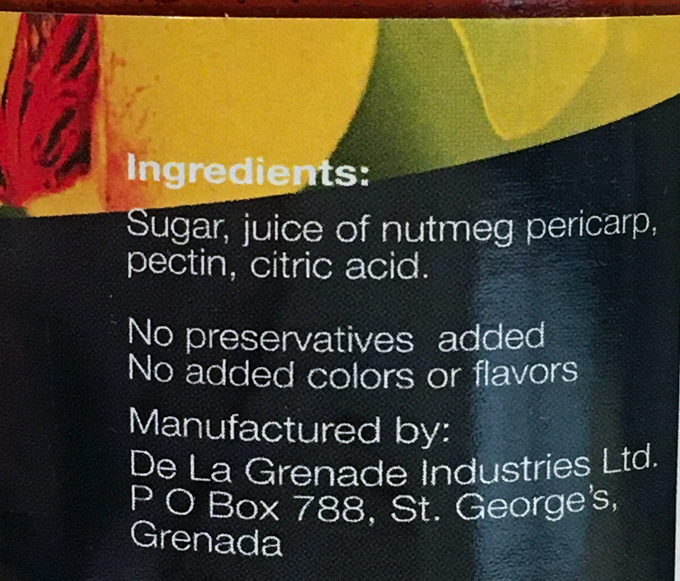 Ingredients:
Sugar, juice of nutmeg pericarp,
pectin, citric acid.
No preservatives added
No added colors or flavors
Manufactured by:
De La Grenade Industries Ltd.
P O Box 788, St. George's,
Grenada